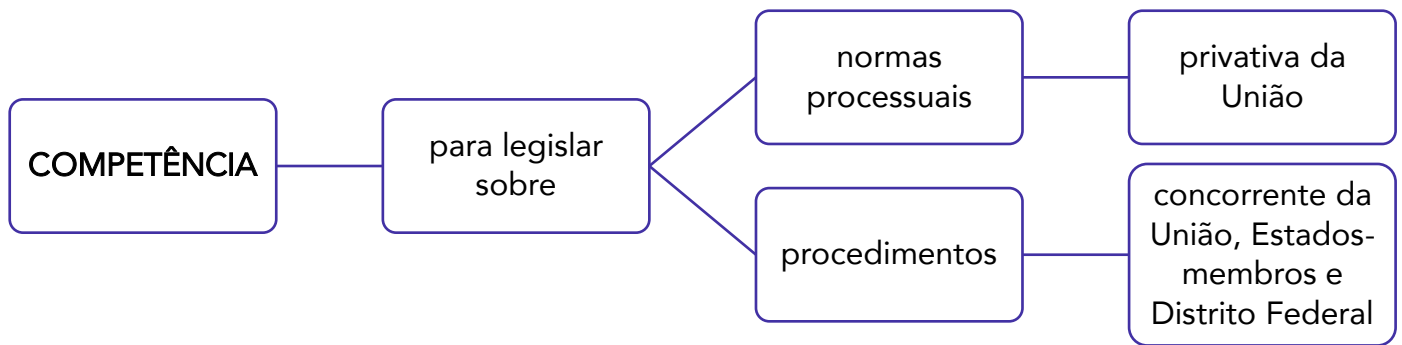 COMPETÊNCIA
para legislar
sobre
normas
processuais
privativa da
União
procedimentos
concorrente da
União, Estados-
membros e
Distrito Federal